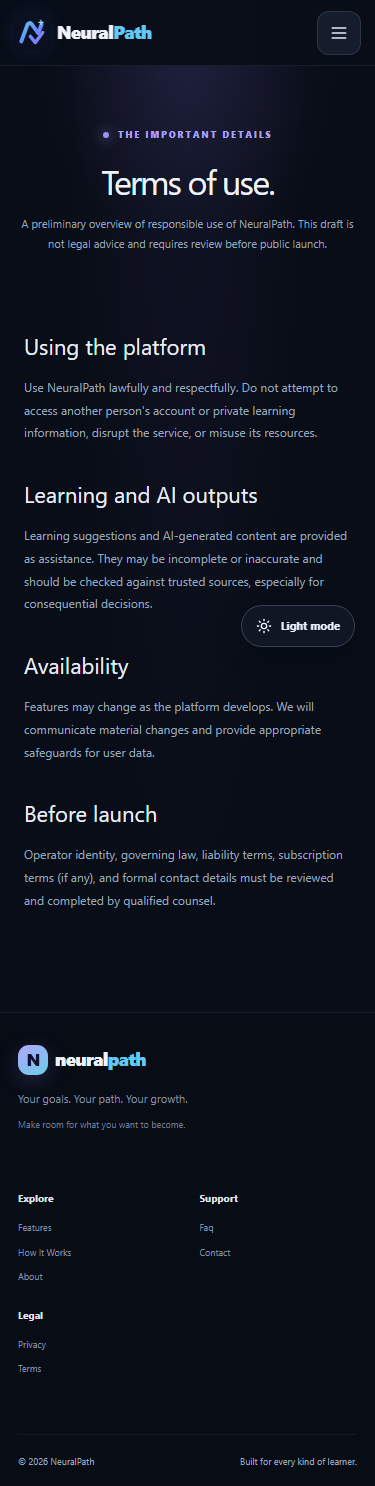 NeuralPath
THE IMPORTANT DETAILS
Terms of use.
A preliminary overview of responsible use of NeuralPath. This draft is
not legal advice and requires review before public launch.
Using the platform
Use NeuralPath lawfully and respectfully. Do not attempt to
access another person's account or private learning
information, disrupt the service, or misuse its resources.
Learning and AI outputs
Learning suggestions and AI-generated content are provided
as assistance. They may be incomplete or inaccurate and
should be checked against trusted sources, especially for
consequential decisions.
Light mode
Availability
Features may change as the platform develops. We will
communicate material changes and provide appropriate
safeguards for user data.
Before launch
Operator identity, governing law, liability terms, subscription
terms (if any), and formal contact details must be reviewed
and completed by qualified counsel.
N neuralpath
Your goals. Your path. Your growth.
Make room for what you want to become.
Explore
Features
How It Works
About
Support
Faq
Contact
Legal
Privacy
Terms
© 2026 NeuralPath
Built for every kind of learner.